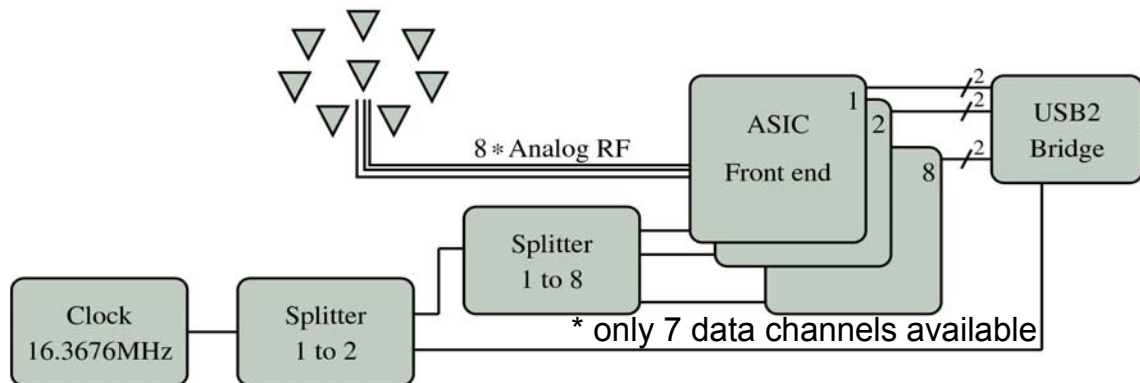 8 * Analog RF
ASIC
Front end
1
2
8
2
2
2
USB2
Bridge
Splitter
1 to 8
Clock
16.3676MHz
Splitter
1 to 2
* only 7 data channels available